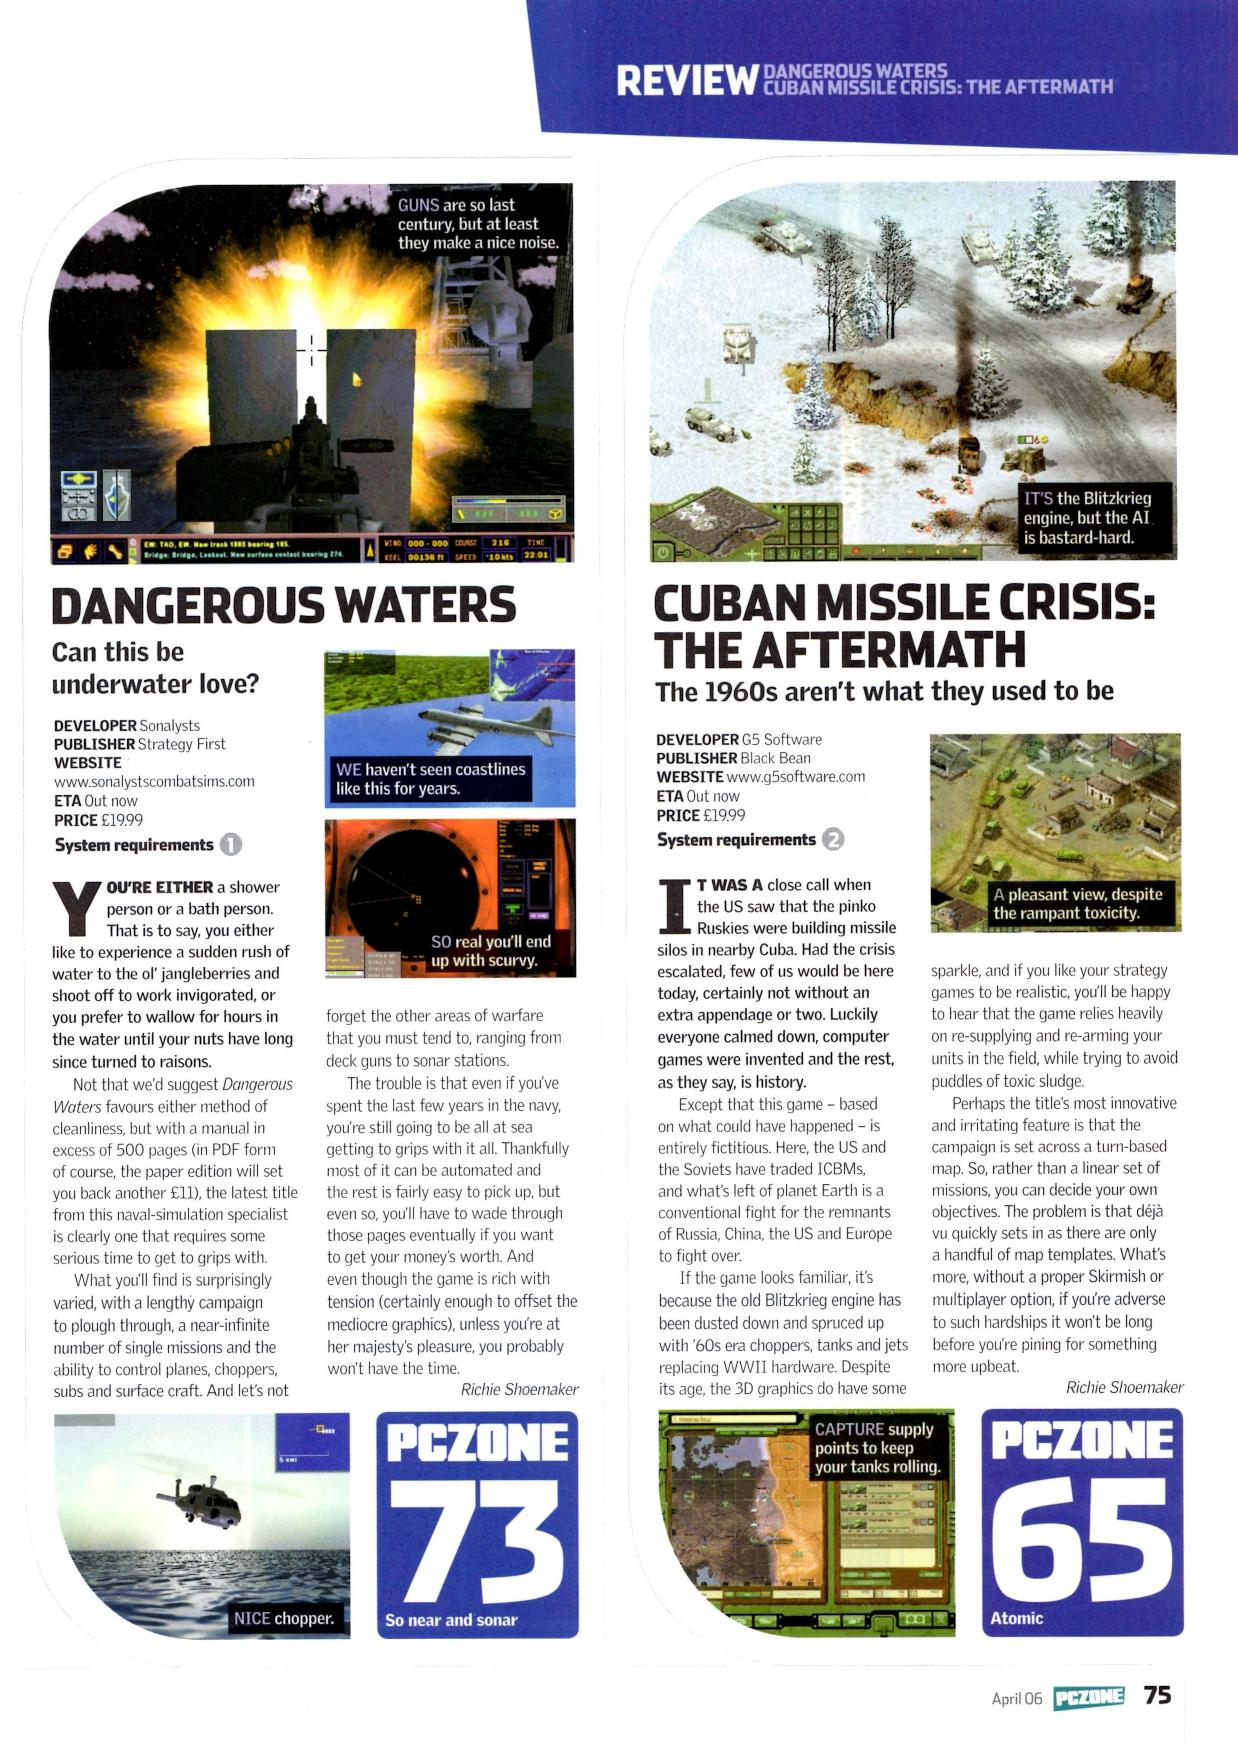 REVIEW DANGEROUS WATERS
CUBAN MISSILE CRISIS: THE AFTERMATH
GUNS are so last
century, but at least
they make a nice noise.
EW: TAO, EW. New track 1003 bearing 105.
Bridge: Bridge, Lookout. New surface contact bearing 274.
WIND 000 - 000 COURSE 216 TIME
KEEL 00136 ft SPEED +10 kts 22:01
DANGEROUS WATERS
Can this be
underwater love?
DEVELOPER Sonalysts
PUBLISHER Strategy First
WEBSITE
www.sonalystscombatsims.com
ETA Out now
PRICE £19.99
System requirements 1
WE haven't seen coastlines
like this for years.
SO real you'll end
up with scurvy.
YOU'RE EITHER a shower
person or a bath person.
That is to say, you either
like to experience a sudden rush of
water to the ol' jangleberries and
shoot off to work invigorated, or
you prefer to wallow for hours in
the water until your nuts have long
since turned to raisons.
Not that we'd suggest Dangerous
Waters favours either method of
cleanliness, but with a manual in
excess of 500 pages (in PDF form
of course, the paper edition will set
you back another £11), the latest title
from this naval-simulation specialist
is clearly one that requires some
serious time to get to grips with.
What you'll find is surprisingly
varied, with a lengthy campaign
to plough through, a near-infinite
number of single missions and the
ability to control planes, choppers,
subs and surface craft. And let's not
forget the other areas of warfare
that you must tend to, ranging from
deck guns to sonar stations.
The trouble is that even if you've
spent the last few years in the navy,
you're still going to be all at sea
getting to grips with it all. Thankfully
most of it can be automated and
the rest is fairly easy to pick up, but
even so, you'll have to wade through
those pages eventually if you want
to get your money's worth. And
even though the game is rich with
tension (certainly enough to offset the
mediocre graphics), unless you're at
her majesty's pleasure, you probably
won't have the time.
Richie Shoemaker
NICE chopper.
PCZONE
73
So near and sonar
IT'S the Blitzkrieg
engine, but the AI
is bastard-hard.
CUBAN MISSILE CRISIS:
THE AFTERMATH
The 1960s aren't what they used to be
DEVELOPER G5 Software
PUBLISHER Black Bean
WEBSITE www.g5software.com
ETA Out now
PRICE £19.99
System requirements 2
A pleasant view, despite
the rampant toxicity.
IT WAS A close call when
the US saw that the pinko
Ruskies were building missile
silos in nearby Cuba. Had the crisis
escalated, few of us would be here
today, certainly not without an
extra appendage or two. Luckily
everyone calmed down, computer
games were invented and the rest,
as they say, is history.
Except that this game – based
on what could have happened – is
entirely fictitious. Here, the US and
the Soviets have traded ICBMs,
and what's left of planet Earth is a
conventional fight for the remnants
of Russia, China, the US and Europe
to fight over.
If the game looks familiar, it's
because the old Blitzkrieg engine has
been dusted down and spruced up
with '60s era choppers, tanks and jets
replacing WWII hardware. Despite
its age, the 3D graphics do have some
sparkle, and if you like your strategy
games to be realistic, you'll be happy
to hear that the game relies heavily
on re-supplying and re-arming your
units in the field, while trying to avoid
puddles of toxic sludge.
Perhaps the title's most innovative
and irritating feature is that the
campaign is set across a turn-based
map. So, rather than a linear set of
missions, you can decide your own
objectives. The problem is that déjà
vu quickly sets in as there are only
a handful of map templates. What's
more, without a proper Skirmish or
multiplayer option, if you're adverse
to such hardships it won't be long
before you're pining for something
more upbeat.
Richie Shoemaker
CAPTURE supply
points to keep
your tanks rolling.
PCZONE
65
Atomic
April 06 PCZONE 75